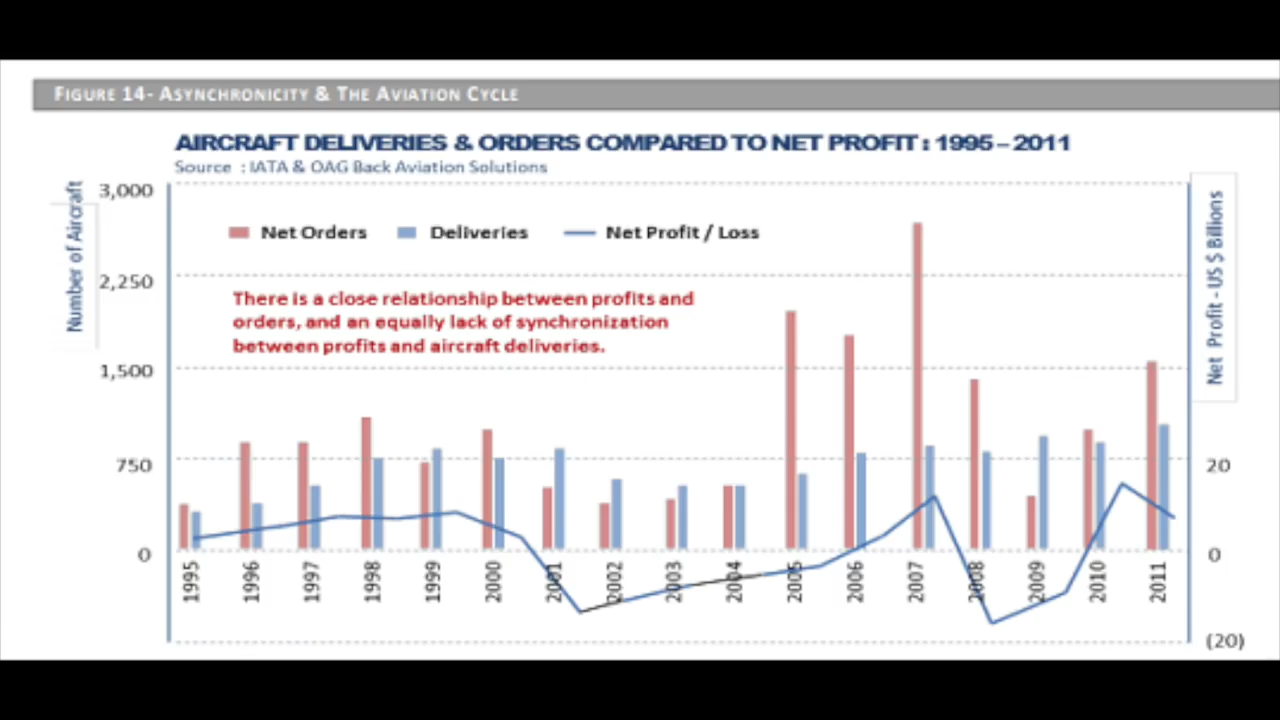 FIGURE 14- ASYNCHRONICITY & THE AVIATION CYCLE
AIRCRAFT DELIVERIES & ORDERS COMPARED TO NET PROFIT : 1995 – 2011
Source : IATA & OAG Back Aviation Solutions
Number of Aircraft
3,000
2,250
1,500
750
0
Net Orders
Deliveries
Net Profit / Loss
There is a close relationship between profits and
orders, and an equally lack of synchronization
between profits and aircraft deliveries.
Net Profit - US $ Billions
20
0
(20)
1995
1996
1997
1998
1999
2000
2001
2002
2003
2004
2005
2006
2007
2008
2009
2010
2011